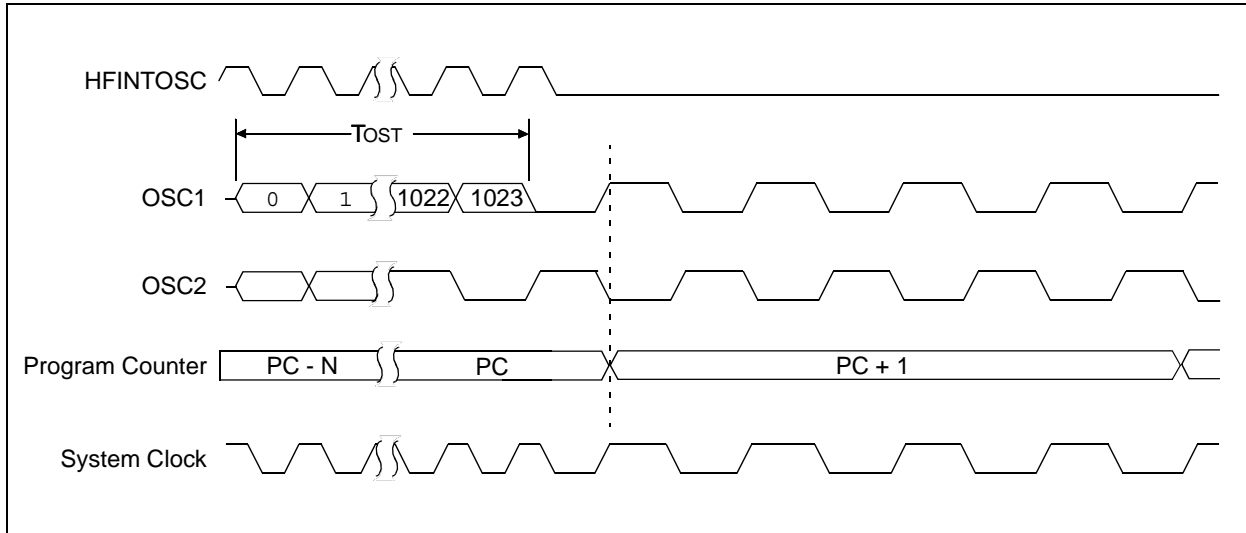 HFINTOSC
TOST
OSC1 0 1 1022 1023
OSC2
Program Counter PC - N PC PC + 1
System Clock